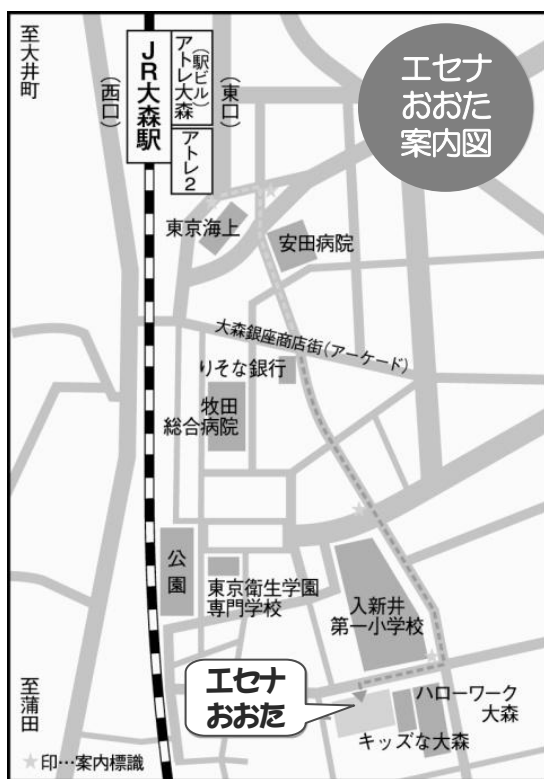 エセナ
おおた
案内図
至大井町
(西口)
JR大森駅
(駅ビル)
アトレ大森
アトレ2
(東口)
東京海上
安田病院
大森銀座商店街(アーケード)
りそな銀行
牧田
総合病院
公園
東京衛生学園
専門学校
入新井
第一小学校
エセナ
おおた
ハローワーク
大森
キッズな大森
至蒲田
★印…案内標識